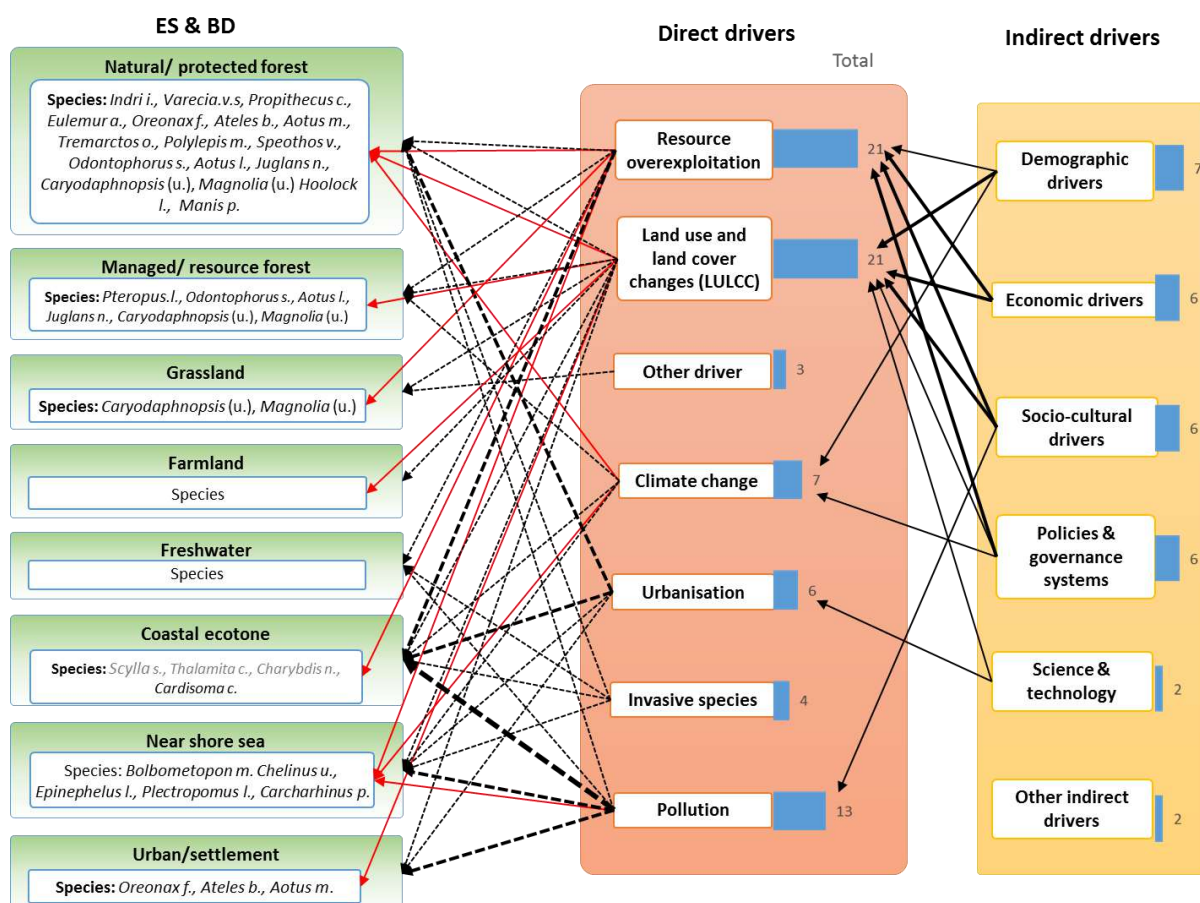 ES & BD
Natural/ protected forest
Species: Indri i., Varecia.v.s, Propithecus c.,
Eulemur a., Oreonax f., Ateles b., Aotus m.,
Tremarctos o., Polylepis m., Speothos v.,
Odontophorus s., Aotus l., Juglans n.,
Caryodaphnopsis (u.), Magnolia (u.) Hoolock
l., Manis p.
Managed/ resource forest
Species: Pteropus.l., Odontophorus s., Aotus l.,
Juglans n., Caryodaphnopsis (u.), Magnolia (u.)
Grassland
Species: Caryodaphnopsis (u.), Magnolia (u.)
Farmland
Species
Freshwater
Species
Coastal ecotone
Species: Scylla s., Thalamita c., Charybdis n.,
Cardisoma c.
Near shore sea
Species: Bolbometopon m. Chelinus u.,
Epinephelus l., Plectropomus l., Carcharhinus p.
Urban/settlement
Species: Oreonax f., Ateles b., Aotus m.
Direct drivers
Total
Resource
overexploitation
21
Land use and
land cover
changes (LULCC)
21
Other driver
3
Climate change
7
Urbanisation
6
Invasive species
4
Pollution
13
Indirect drivers
Demographic
drivers
7
Economic drivers
6
Socio-cultural
drivers
6
Policies &
governance
systems
6
Science &
technology
2
Other indirect
drivers
2